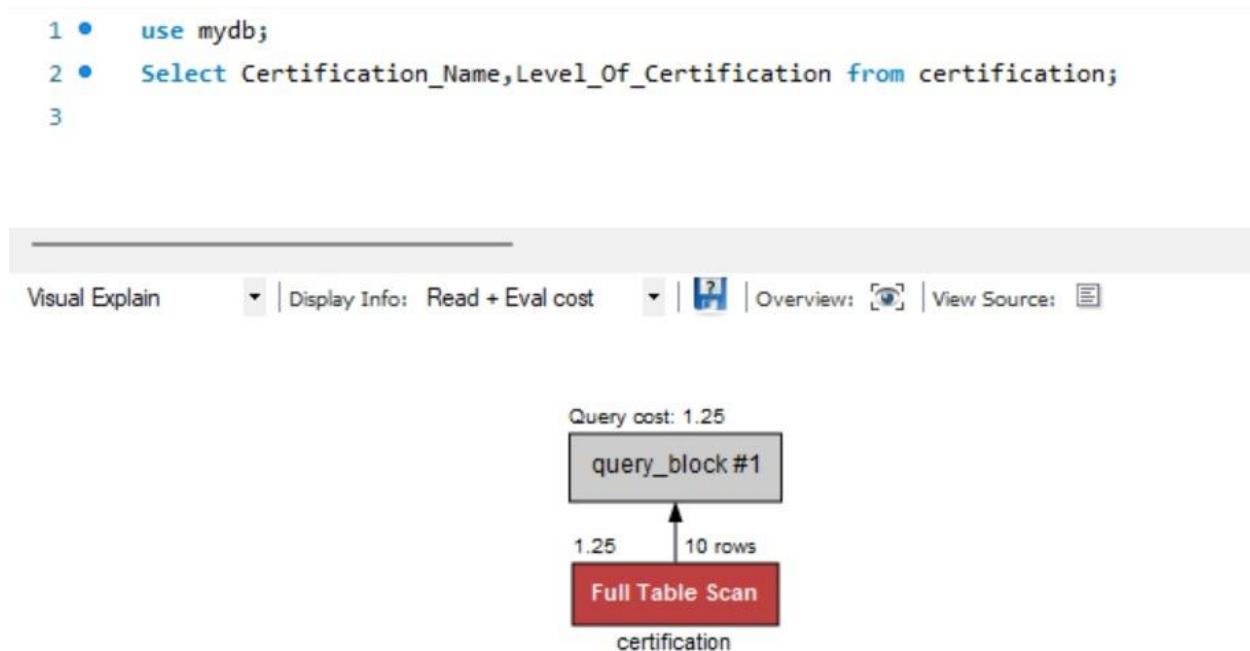 1 use mydb;
2 Select Certification_Name,Level_Of_Certification from certification;
3
Visual Explain Display Info: Read + Eval cost ? Overview: View Source:
Query cost: 1.25
query_block #1
1.25 10 rows
Full Table Scan
certification